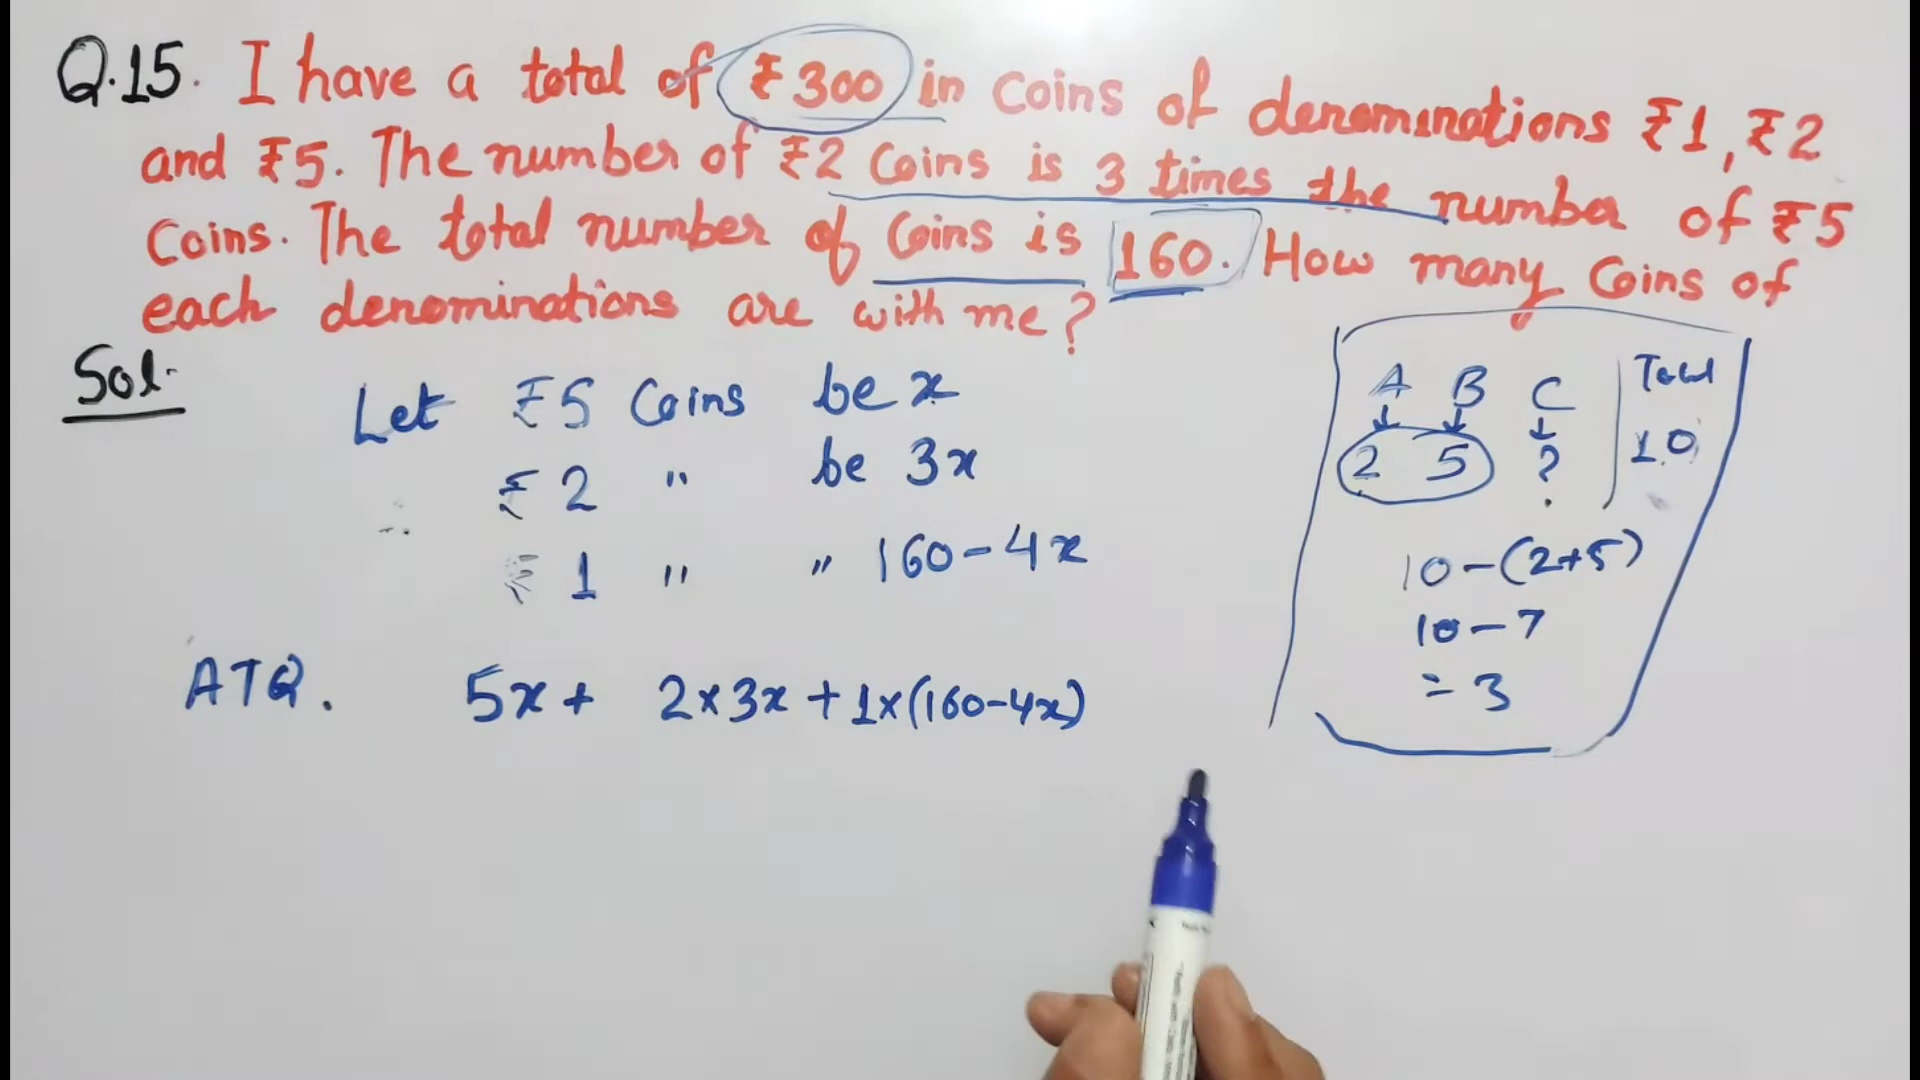 Q.15. I have a total of ₹300 in coins of denominations ₹1, ₹2
and ₹5. The number of ₹2 Coins is 3 times the number of ₹5
Coins. The total number of Coins is 160. How many Coins of
each denominations are with me?
Sol.
Let ₹5 Coins be x
₹2 " be 3x
₹1 " " 160-4x
ATQ. 5x + 2×3x + 1×(160-4x)
A B C Total
2 5 ? 10
10-(2+5)
10-7
= 3